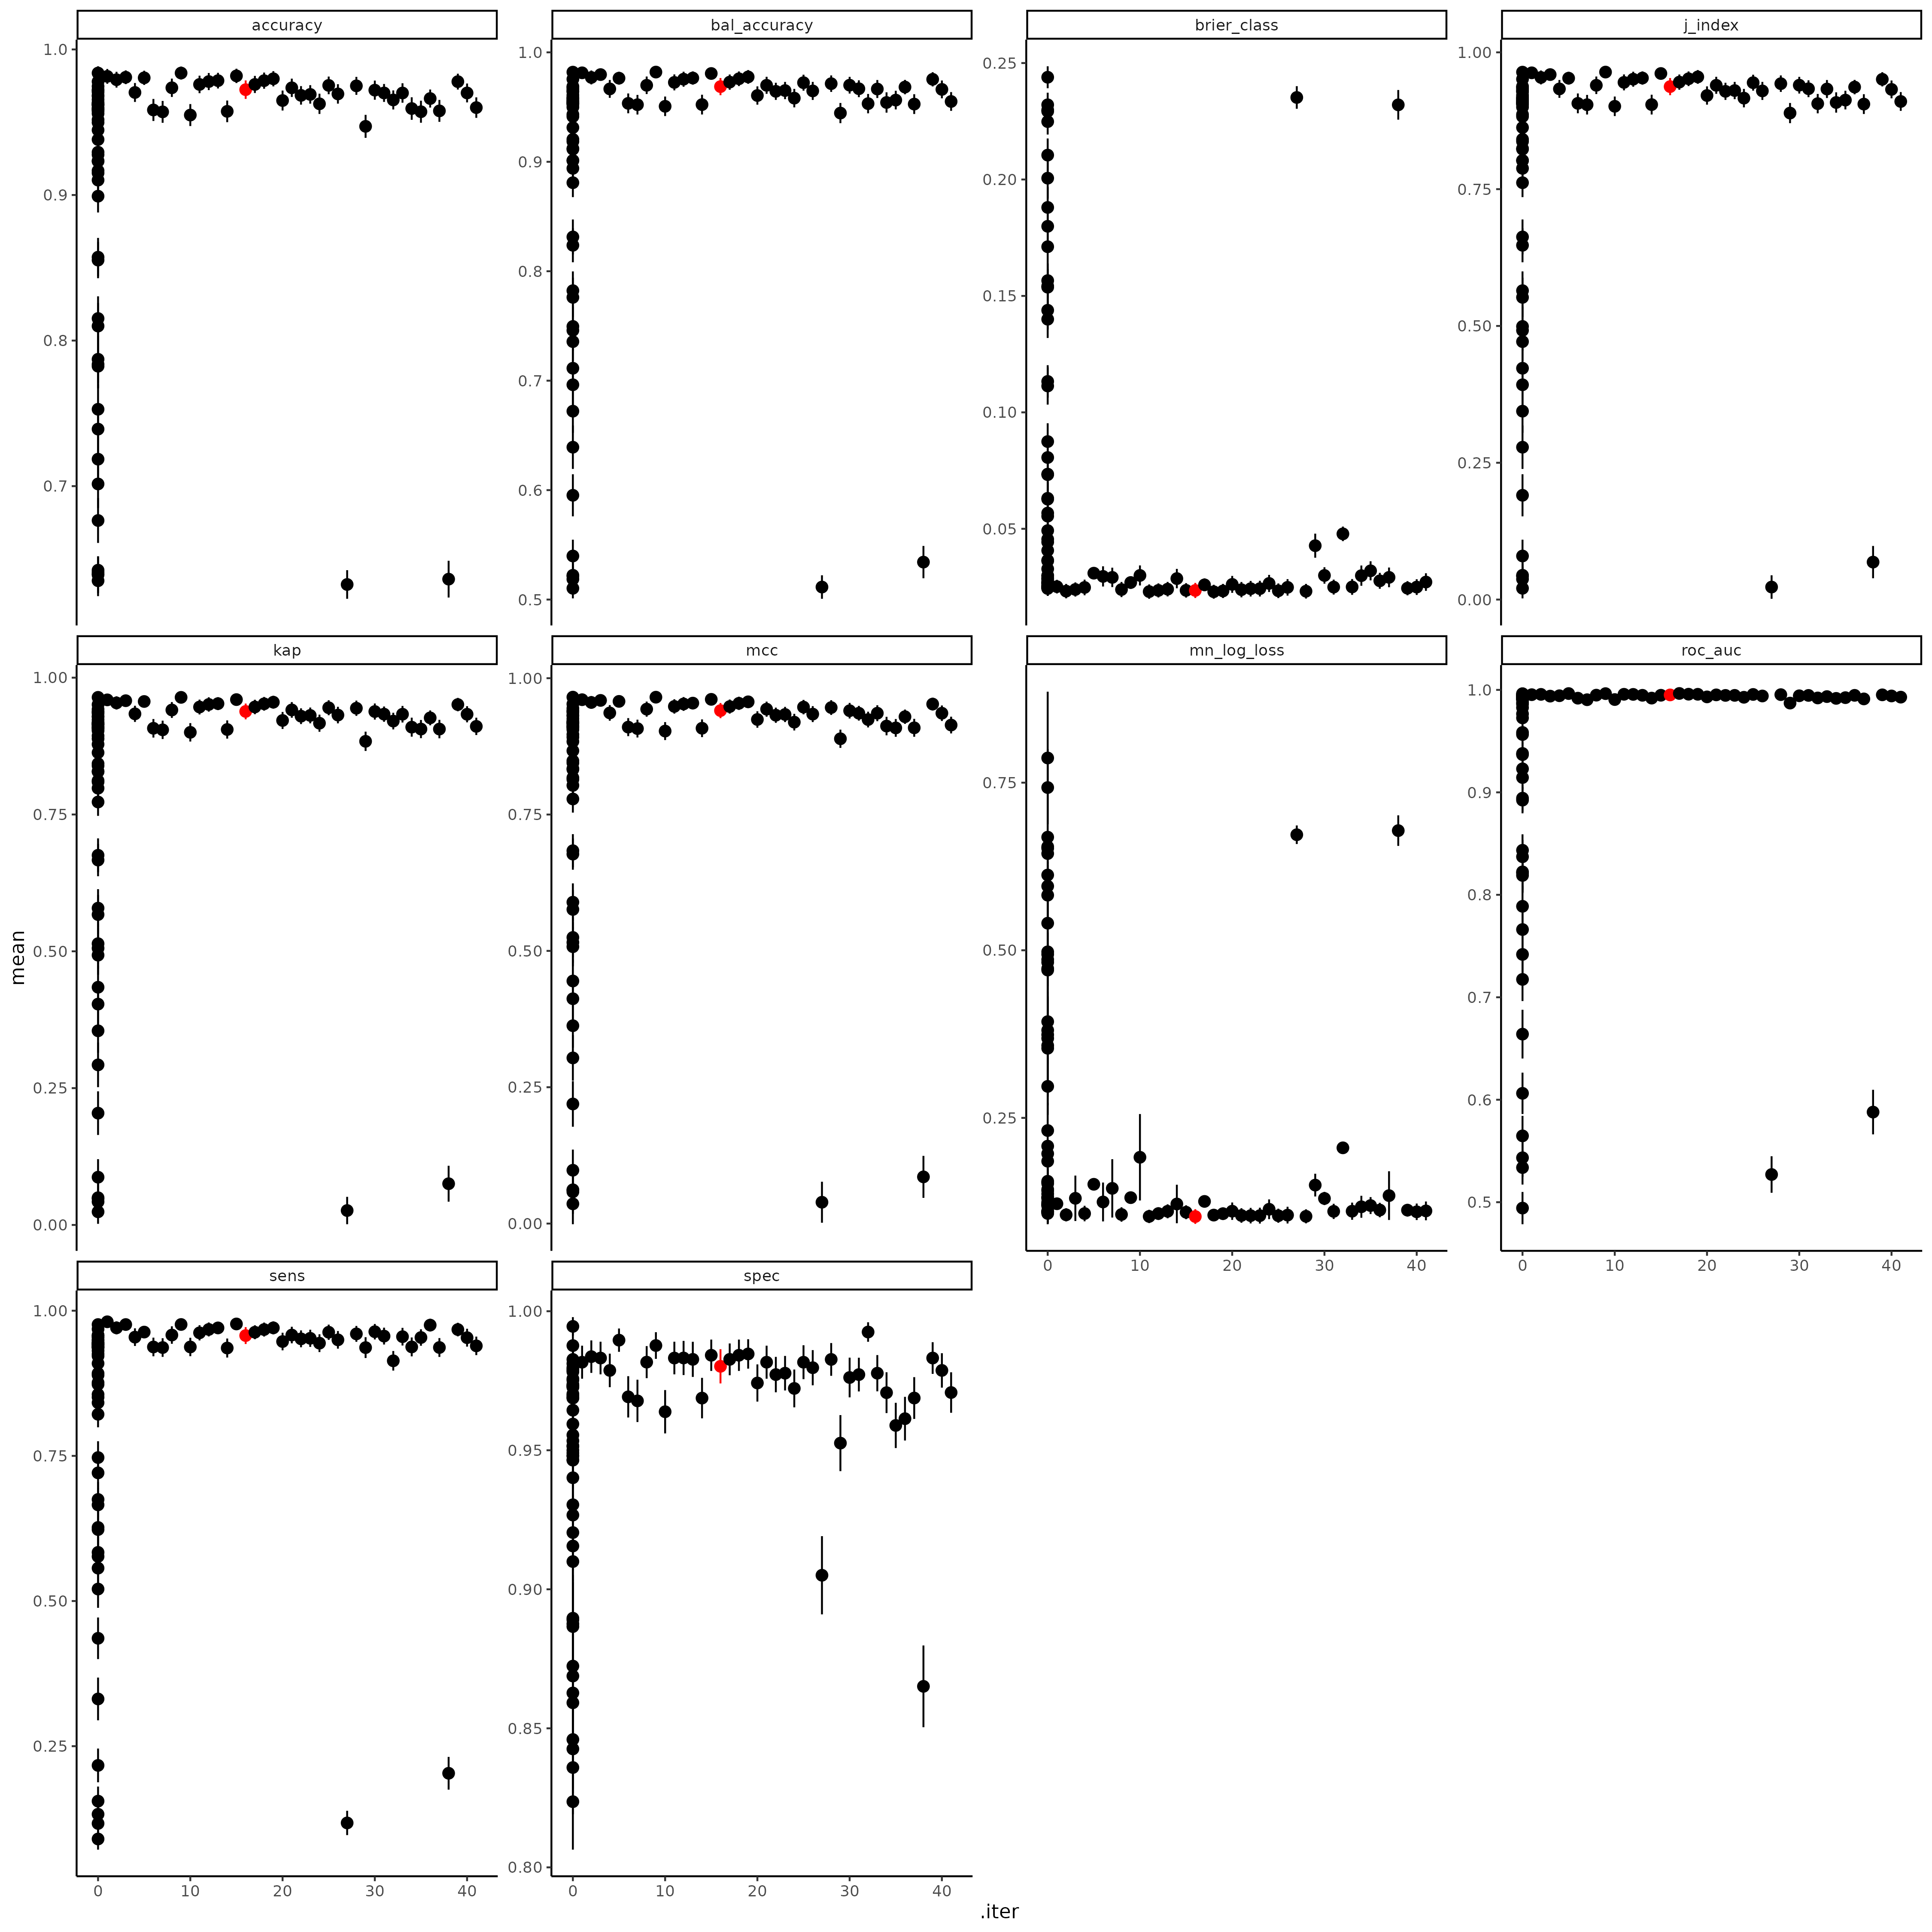 accuracy bal_accuracy brier_class j_index
1.0 0.9 0.8 0.7
1.0 0.9 0.8 0.7 0.6 0.5
0.25 0.20 0.15 0.10 0.05
1.00 0.75 0.50 0.25 0.00
kap mcc mn_log_loss roc_auc
1.00 0.75 0.50 0.25 0.00
1.00 0.75 0.50 0.25 0.00
0.75 0.50 0.25
1.0 0.9 0.8 0.7 0.6 0.5
0 10 20 30 40
0 10 20 30 40
mean
sens spec
1.00 0.75 0.50 0.25
1.00 0.95 0.90 0.85 0.80
0 10 20 30 40
0 10 20 30 40
.iter